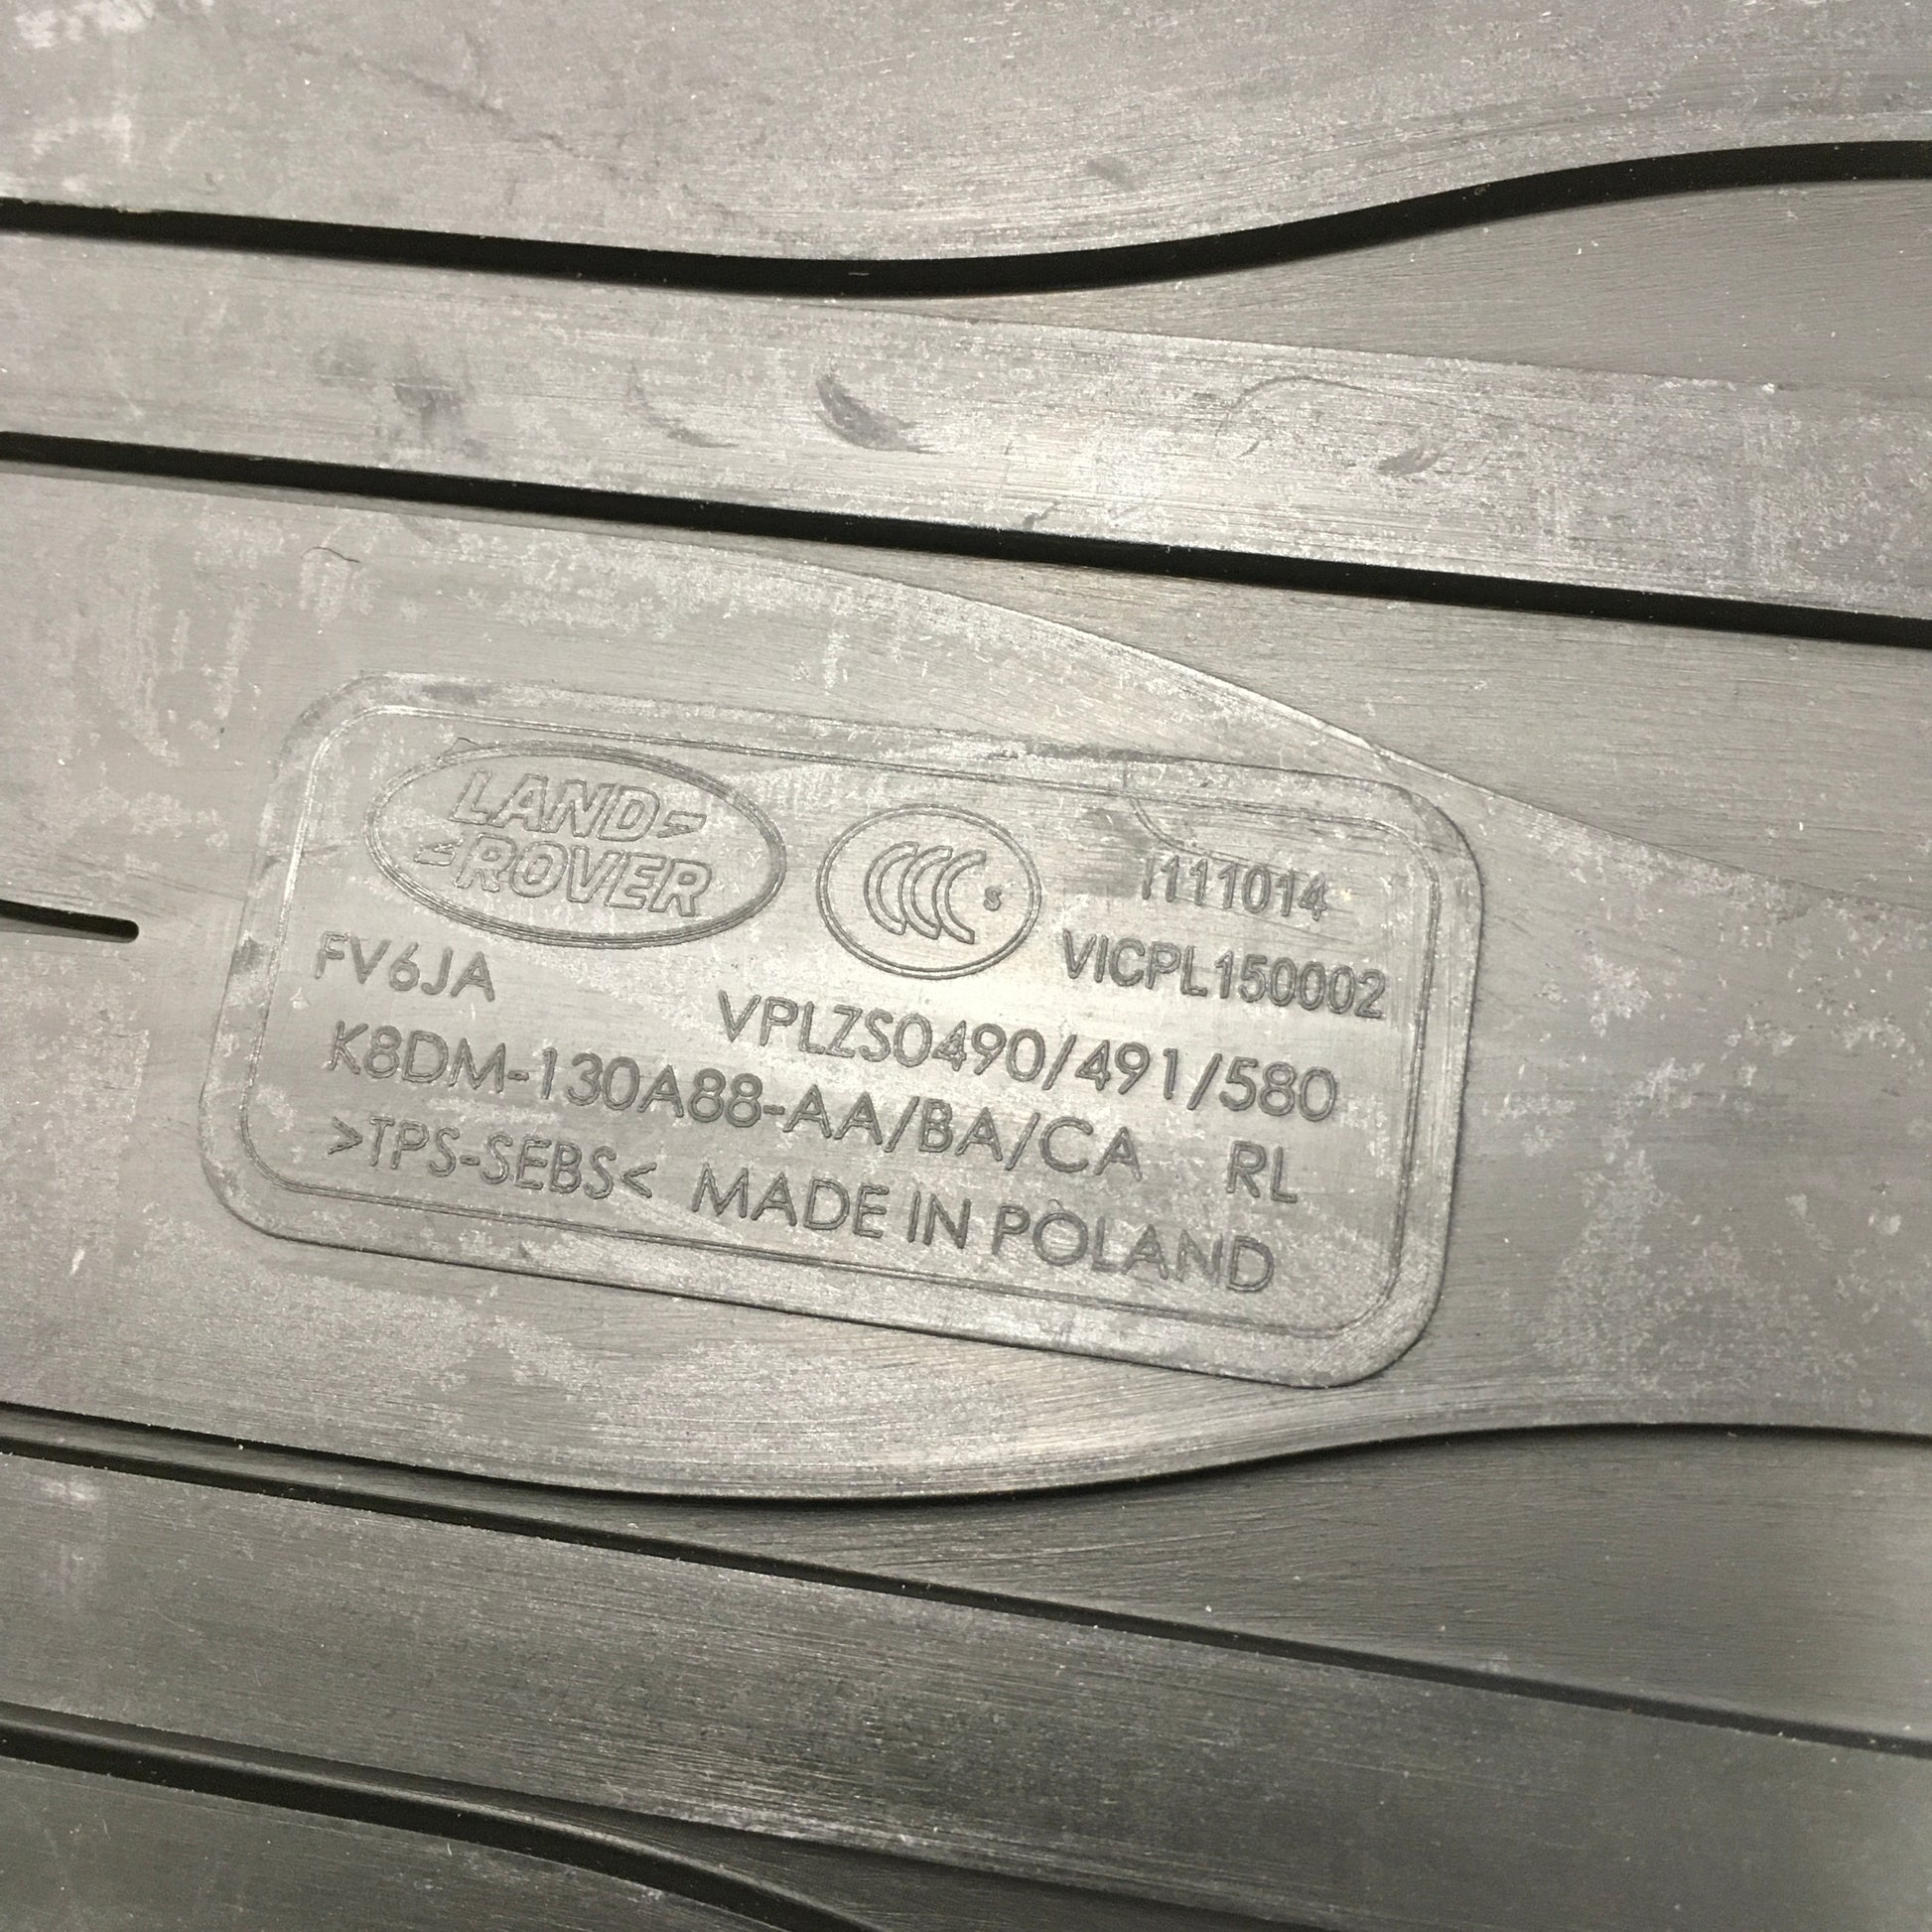 LAND
ROVER
CCC S
I111014
VICPL150002
FV6JA
VPLZS0490/491/580
K8DM-130A88-AA/BA/CA RL
>TPS-SEBS< MADE IN POLAND